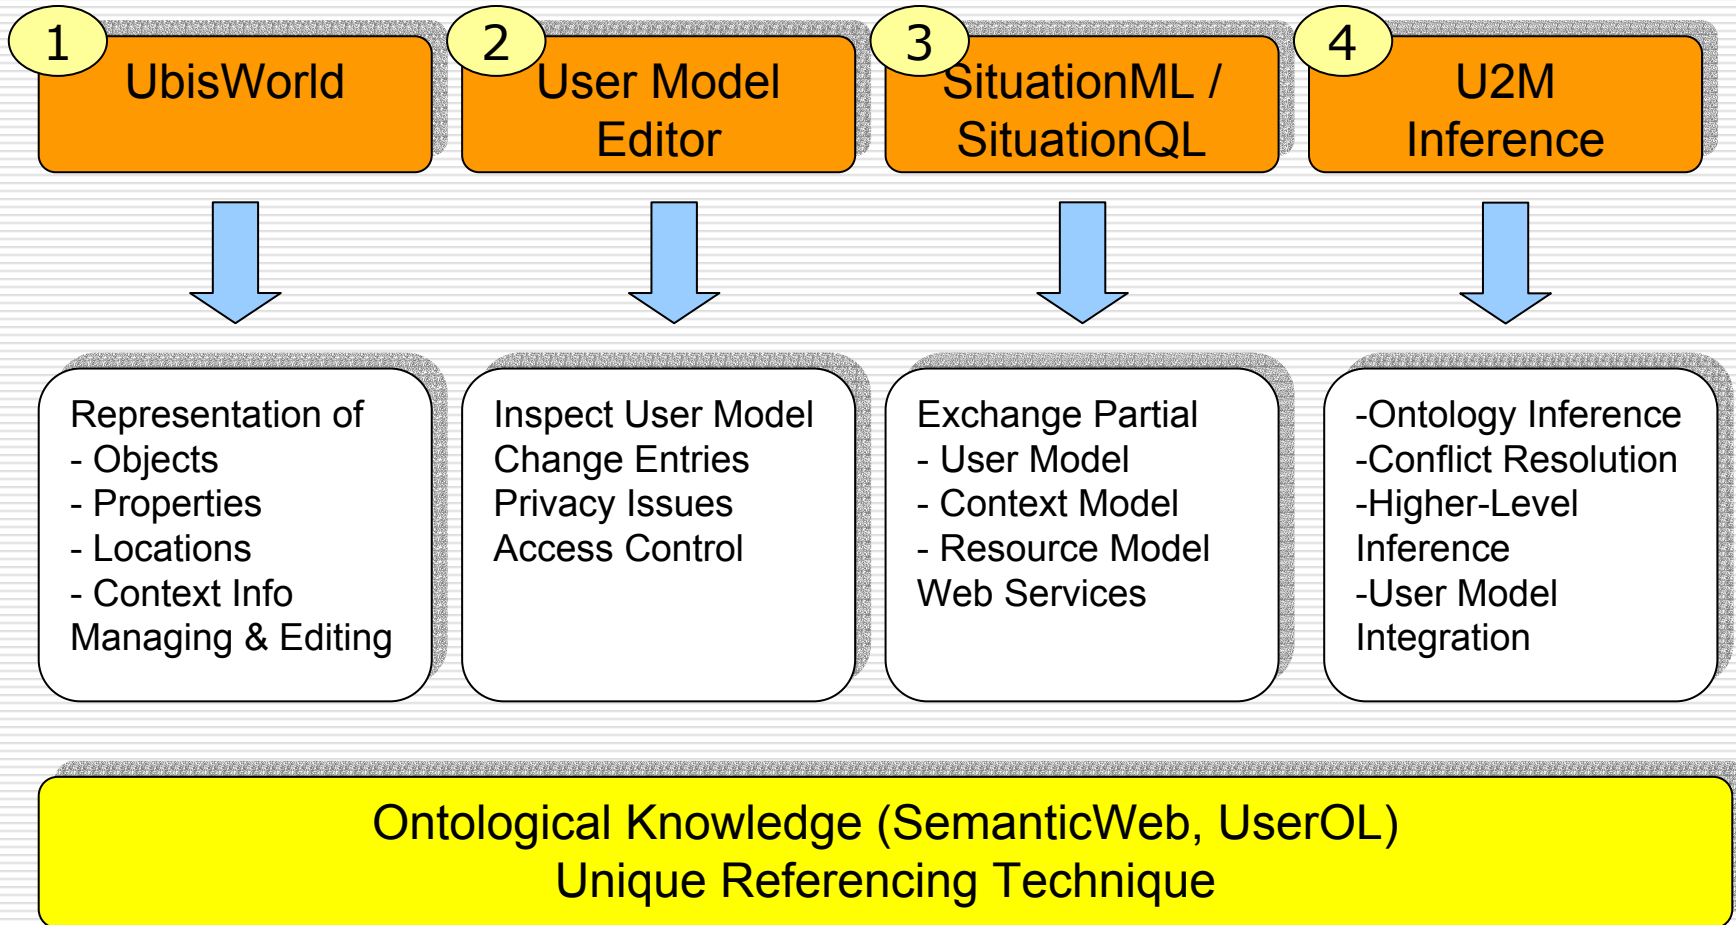 1
UbisWorld
2
User Model
Editor
3
SituationML /
SituationQL
4
U2M
Inference
Representation of
- Objects
- Properties
- Locations
- Context Info
Managing & Editing
Inspect User Model
Change Entries
Privacy Issues
Access Control
Exchange Partial
- User Model
- Context Model
- Resource Model
Web Services
-Ontology Inference
-Conflict Resolution
-Higher-Level
Inference
-User Model
Integration
Ontological Knowledge (SemanticWeb, UserOL)
Unique Referencing Technique